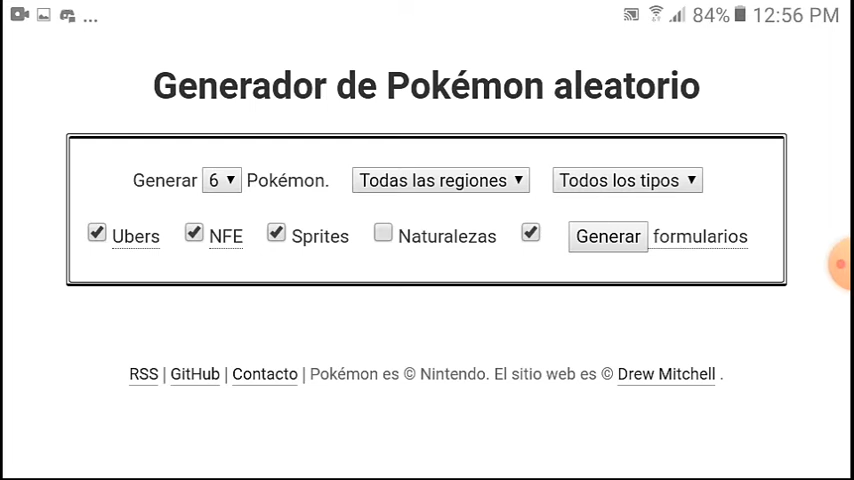 ... 84% 12:56 PM
Generador de Pokémon aleatorio
Generar 6 Pokémon. Todas las regiones Todos los tipos
Ubers NFE Sprites Naturalezas Generar formularios
RSS | GitHub | Contacto | Pokémon es © Nintendo. El sitio web es © Drew Mitchell .